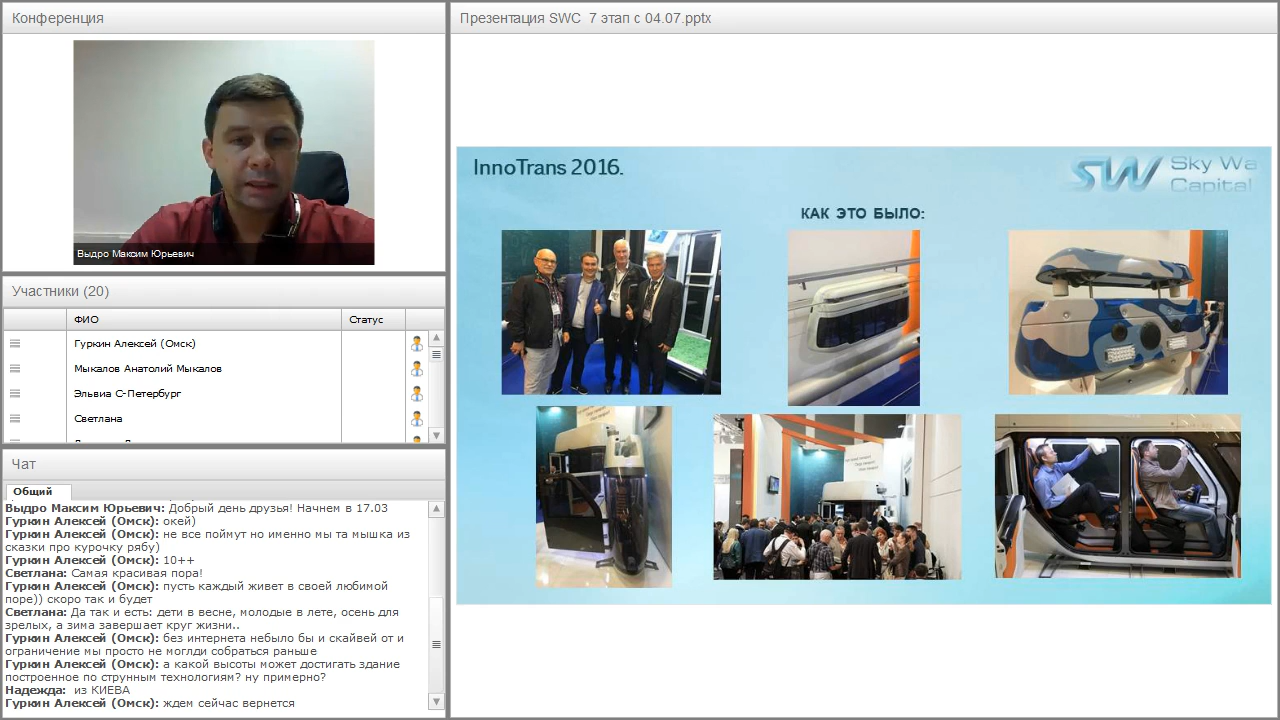 Конференция
Выдро Максим Юрьевич
Участники (20)
ФИО
Статус
Гуркин Алексей (Омск)
Мыкалов Анатолий Мыкалов
Эльвиа С-Петербург
Светлана
Чат
Общий
Выдро Максим Юрьевич: Добрый день друзья! Начнем в 17.03
Гуркин Алексей (Омск): окей)
Гуркин Алексей (Омск): не все поймут но именно мы та мышка из
сказки про курочку рябу)
Гуркин Алексей (Омск): 10++
Светлана: Самая красивая пора!
Гуркин Алексей (Омск): пусть каждый живет в своей любимой
поре)) скоро так и будет
Светлана: Да так и есть: дети в весне, молодые в лете, осень для
зрелых, а зима завершает круг жизни..
Гуркин Алексей (Омск): без интернета небыло бы и скайвей от и
ограничение мы просто не моглди собраться раньше
Гуркин Алексей (Омск): а какой высоты может достигать здание
построенное по струнным технологиям? ну примерно?
Надежда: из КИЕВА
Гуркин Алексей (Омск): ждем сейчас вернется
Презентация SWC 7 этап с 04.07.pptx
InnoTrans 2016.
SW Sky Wa
Capital
КАК ЭТО БЫЛО: